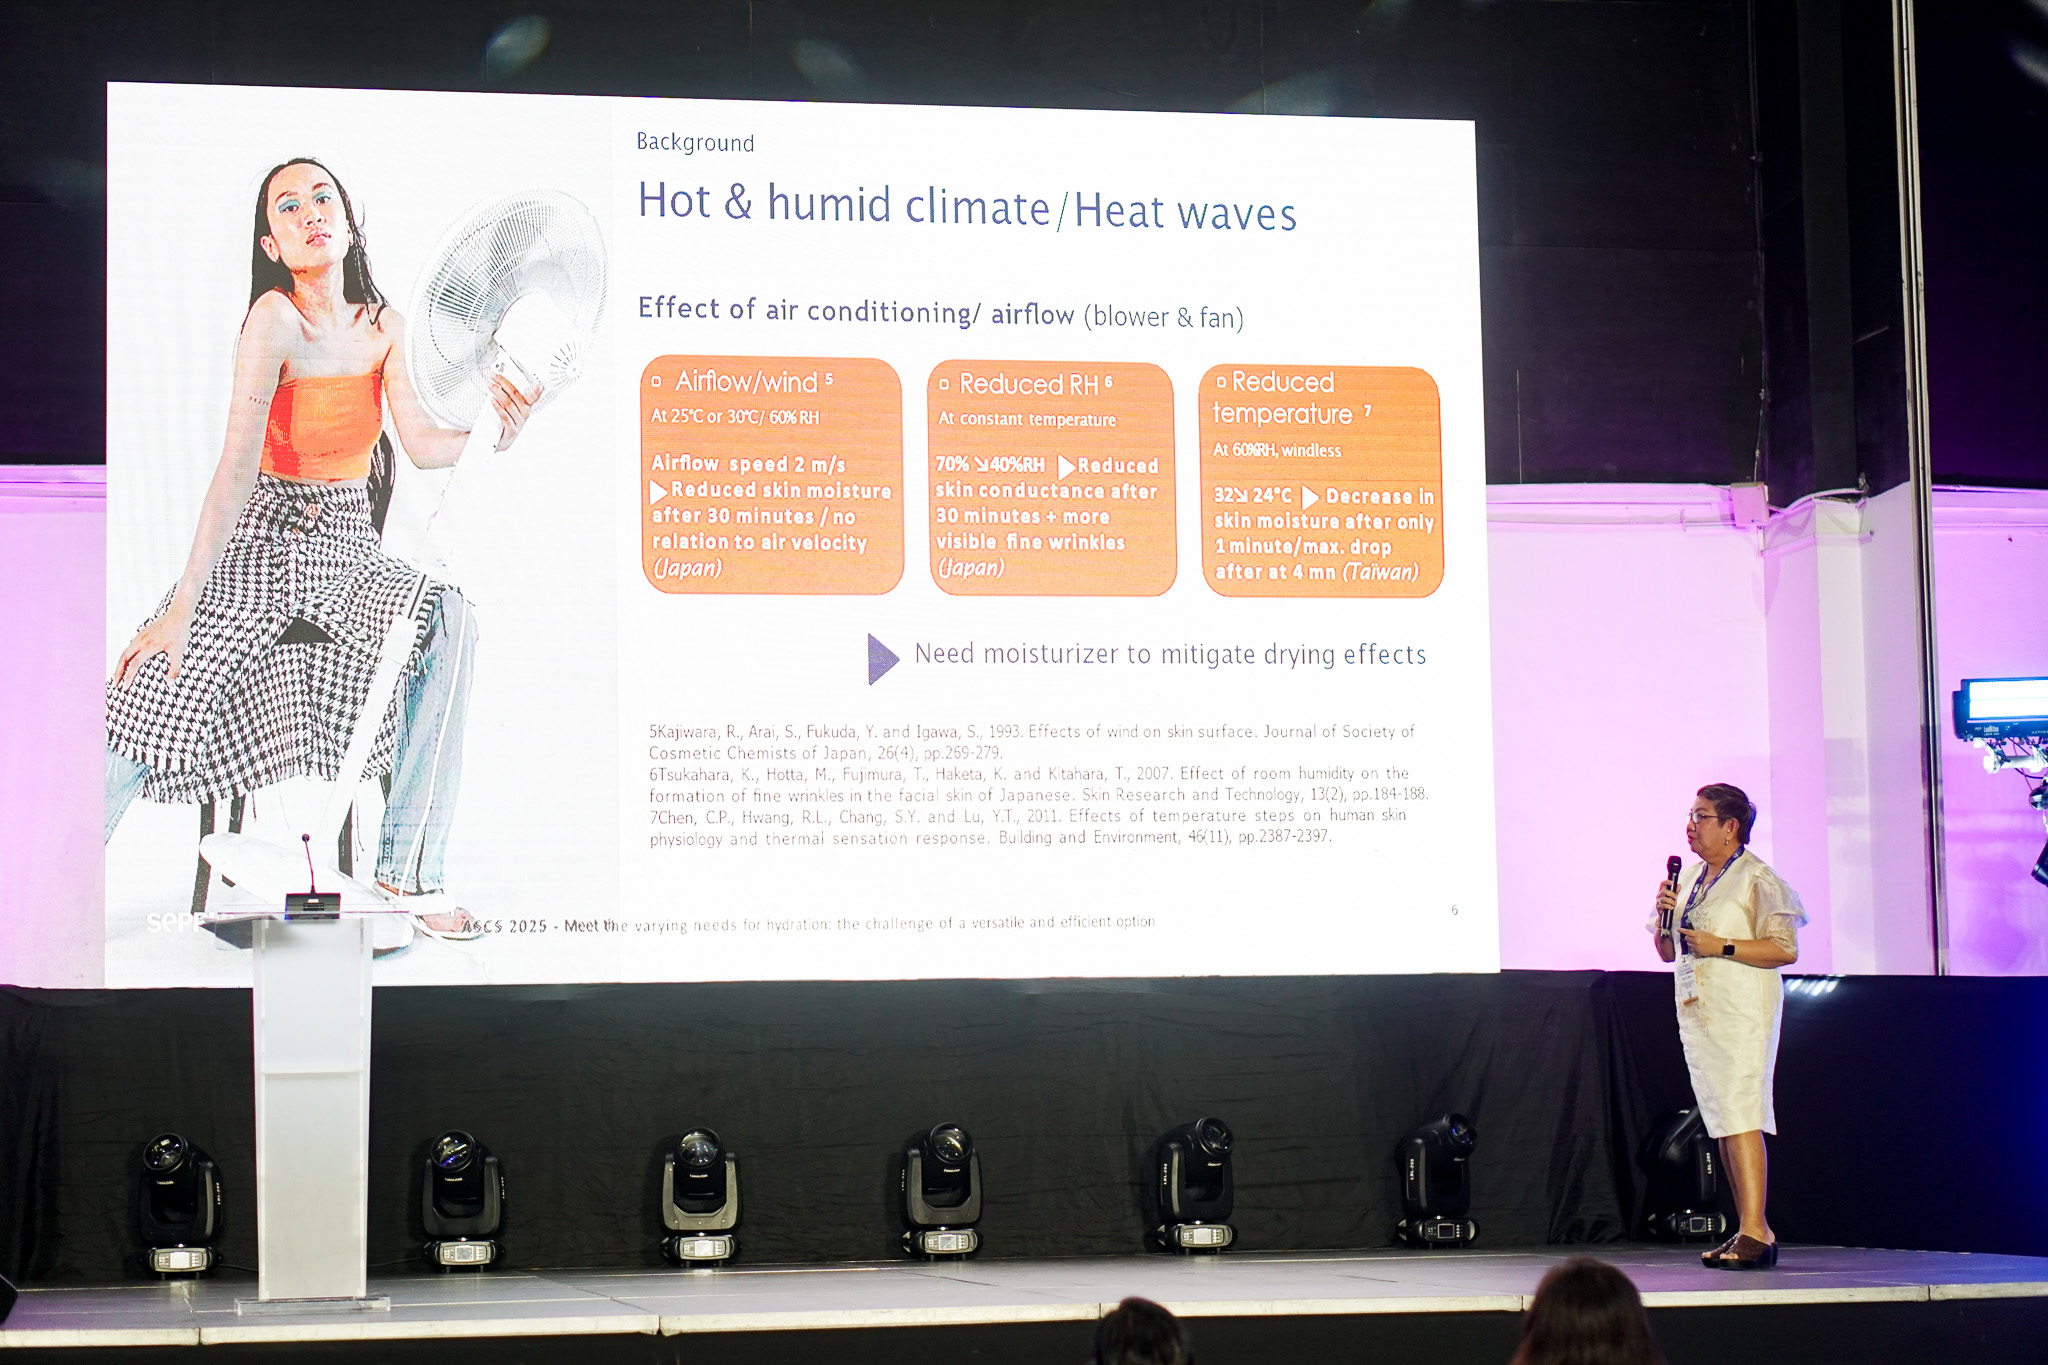 Background
Hot & humid climate/Heat waves
Effect of air conditioning/ airflow (blower & fan)
Airflow/wind 5
At 25°C or 30°C/ 60% RH
Airflow speed 2 m/s
▶Reduced skin moisture
after 30 minutes / no
relation to air velocity
(Japan)
Reduced RH 6
At constant temperature
70% ↘40%RH ▶Reduced
skin conductance after
30 minutes + more
visible fine wrinkles
(Japan)
Reduced
temperature 7
At 60%RH, windless
32↘ 24°C ▶ Decrease in
skin moisture after only
1 minute/max. drop
after at 4 mn (Taïwan)
Need moisturizer to mitigate drying effects
5Kajiwara, R., Arai, S., Fukuda, Y. and Igawa, S., 1993. Effects of wind on skin surface. Journal of Society of
Cosmetic Chemists of Japan, 26(4), pp.269-279.
6Tsukahara, K., Hotta, M., Fujimura, T., Haketa, K. and Kitahara, T., 2007. Effect of room humidity on the
formation of fine wrinkles in the facial skin of Japanese. Skin Research and Technology, 13(2), pp.184-188.
7Chen, C.P., Hwang, R.L., Chang, S.Y. and Lu, Y.T., 2011. Effects of temperature steps on human skin
physiology and thermal sensation response. Building and Environment, 46(11), pp.2387-2397.
ASCS 2025 - Meet the varying needs for hydration: the challenge of a versatile and efficient option
6